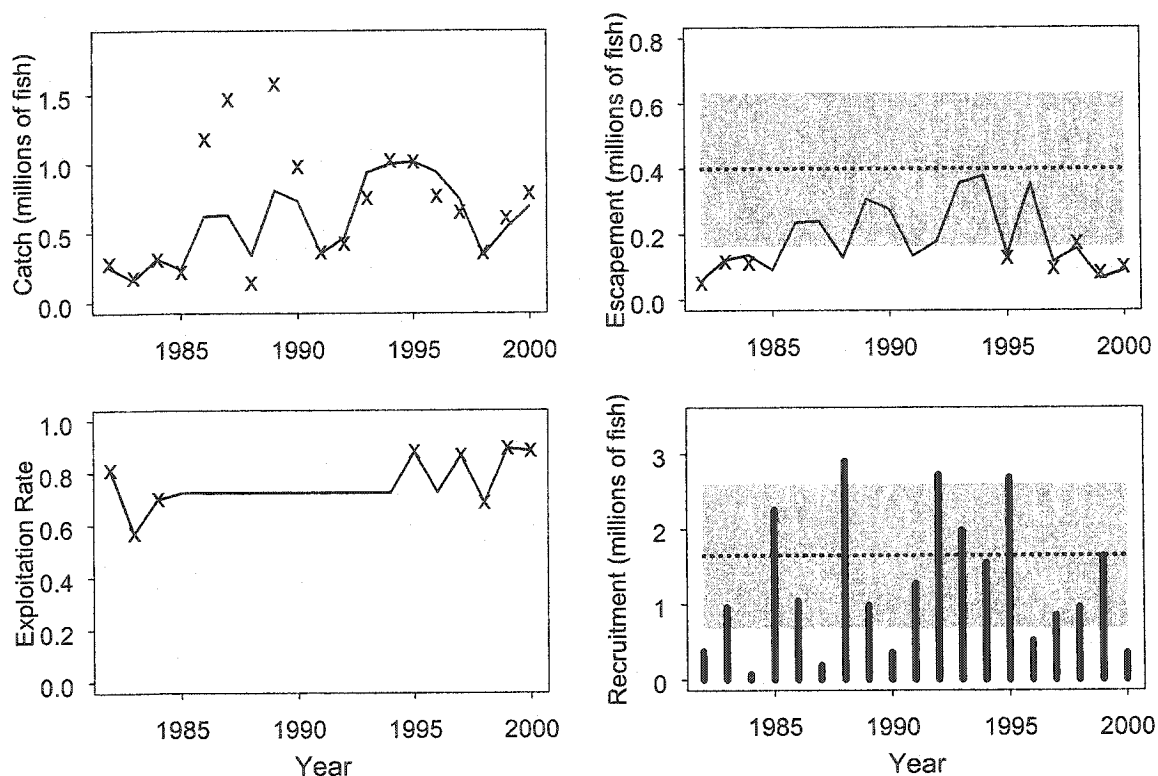 Catch (millions of fish)
1.5
1.0
0.5
0.0
1985 1990 1995 2000
Escapement (millions of fish)
0.8
0.6
0.4
0.2
0.0
1985 1990 1995 2000
Exploitation Rate
1.0
0.8
0.6
0.4
0.2
0.0
1985 1990 1995 2000
Year
Recruitment (millions of fish)
3
2
1
0
1985 1990 1995 2000
Year